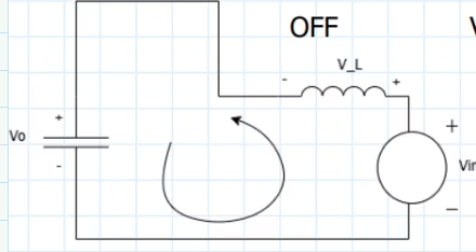 OFF
V_L
- +
+
Vo
-
+
Vin
–